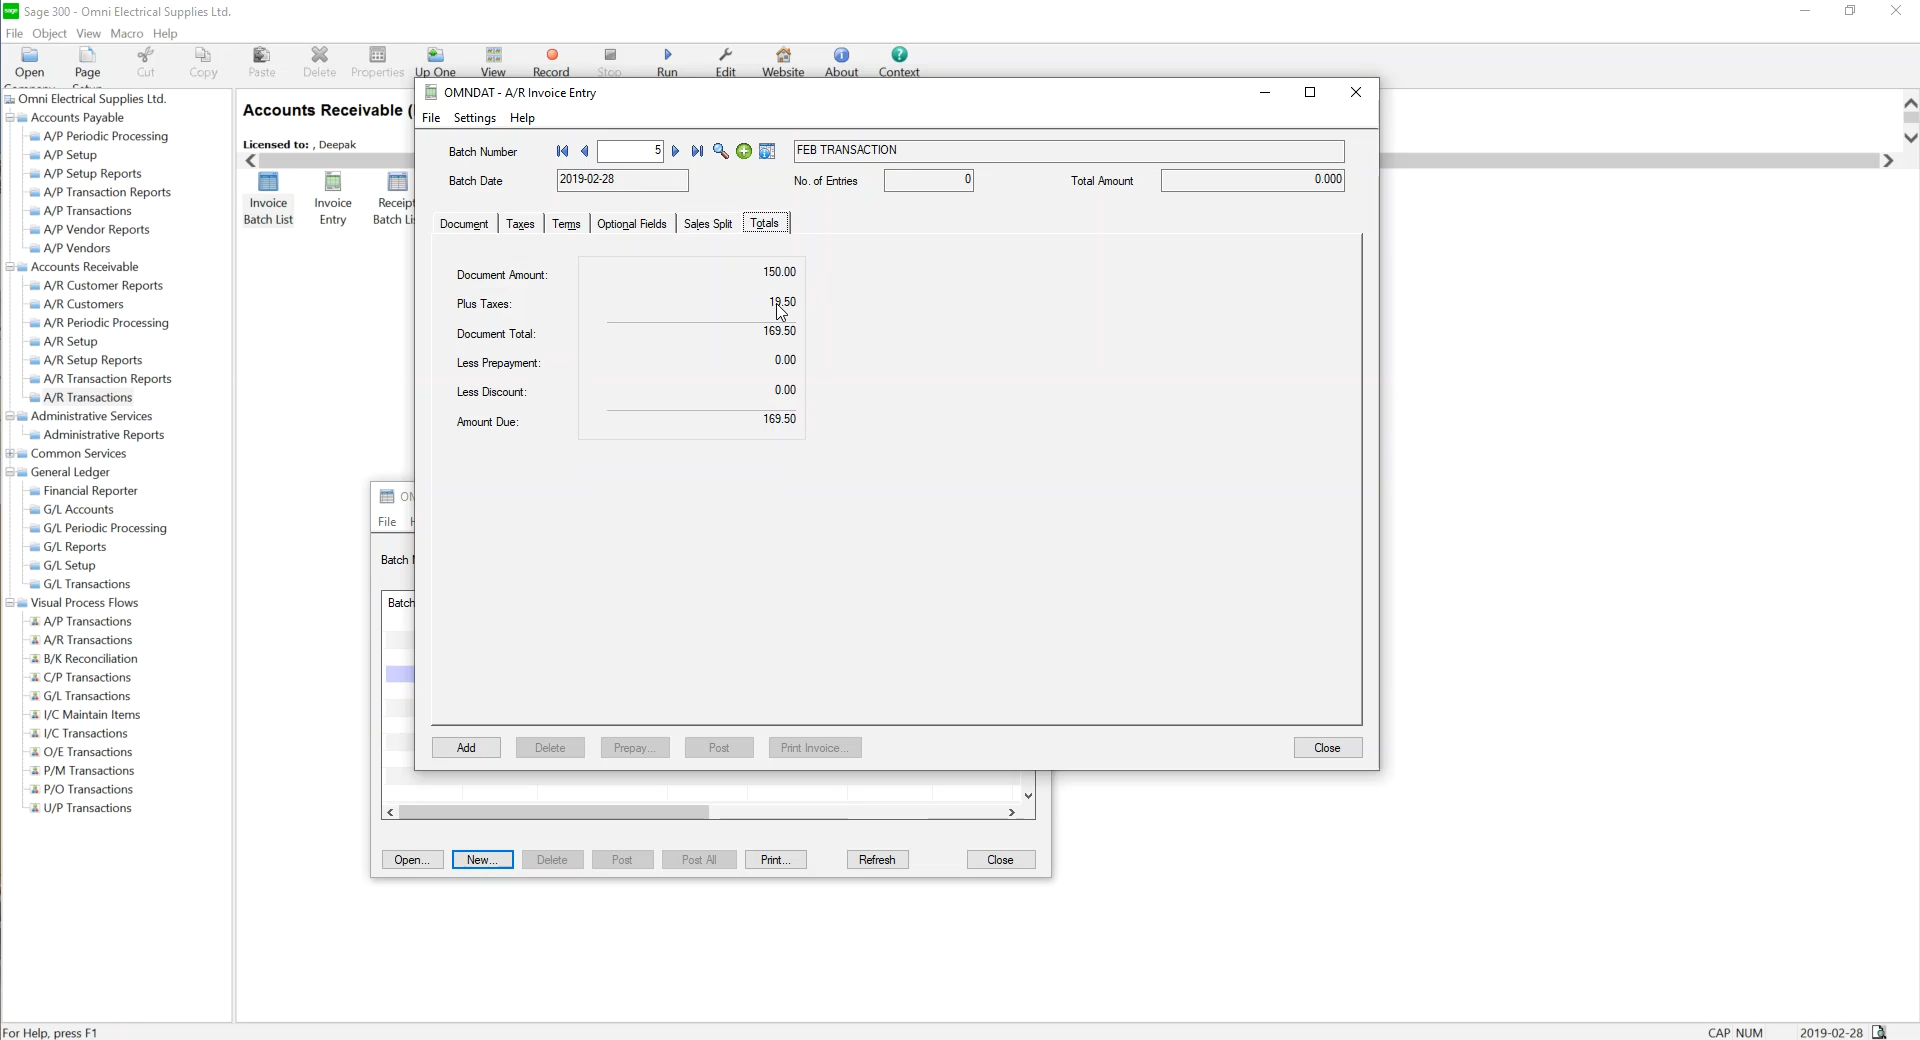 Sage 300 - Omni Electrical Supplies Ltd.
File Object View Macro Help
Open Page Cut Copy Paste Delete Properties Up One View Record Stop Run Edit Website About Context
Omni Electrical Supplies Ltd.
Accounts Payable
A/P Periodic Processing
A/P Setup
A/P Setup Reports
A/P Transaction Reports
A/P Transactions
A/P Vendor Reports
A/P Vendors
Accounts Receivable
A/R Customer Reports
A/R Customers
A/R Periodic Processing
A/R Setup
A/R Setup Reports
A/R Transaction Reports
A/R Transactions
Administrative Services
Administrative Reports
Common Services
General Ledger
Financial Reporter
G/L Accounts
G/L Periodic Processing
G/L Reports
G/L Setup
G/L Transactions
Visual Process Flows
A/P Transactions
A/R Transactions
B/K Reconciliation
C/P Transactions
G/L Transactions
I/C Maintain Items
I/C Transactions
O/E Transactions
P/M Transactions
P/O Transactions
U/P Transactions
Accounts Receivable (
Licensed to: , Deepak
Invoice Batch List
Invoice Entry
Receipt Batch Li
OMNDAT - A/R Invoice Entry
File Settings Help
Batch Number 5 FEB TRANSACTION
Batch Date 2019-02-28 No. of Entries 0 Total Amount 0.000
Document Taxes Terms Optional Fields Sales Split Totals
Document Amount: 150.00
Plus Taxes: 19.50
Document Total: 169.50
Less Prepayment: 0.00
Less Discount: 0.00
Amount Due: 169.50
Add Delete Prepay... Post Print Invoice... Close
File
Batch
Batch
Open... New... Delete Post Post All Print... Refresh Close
For Help, press F1
CAP NUM 2019-02-28